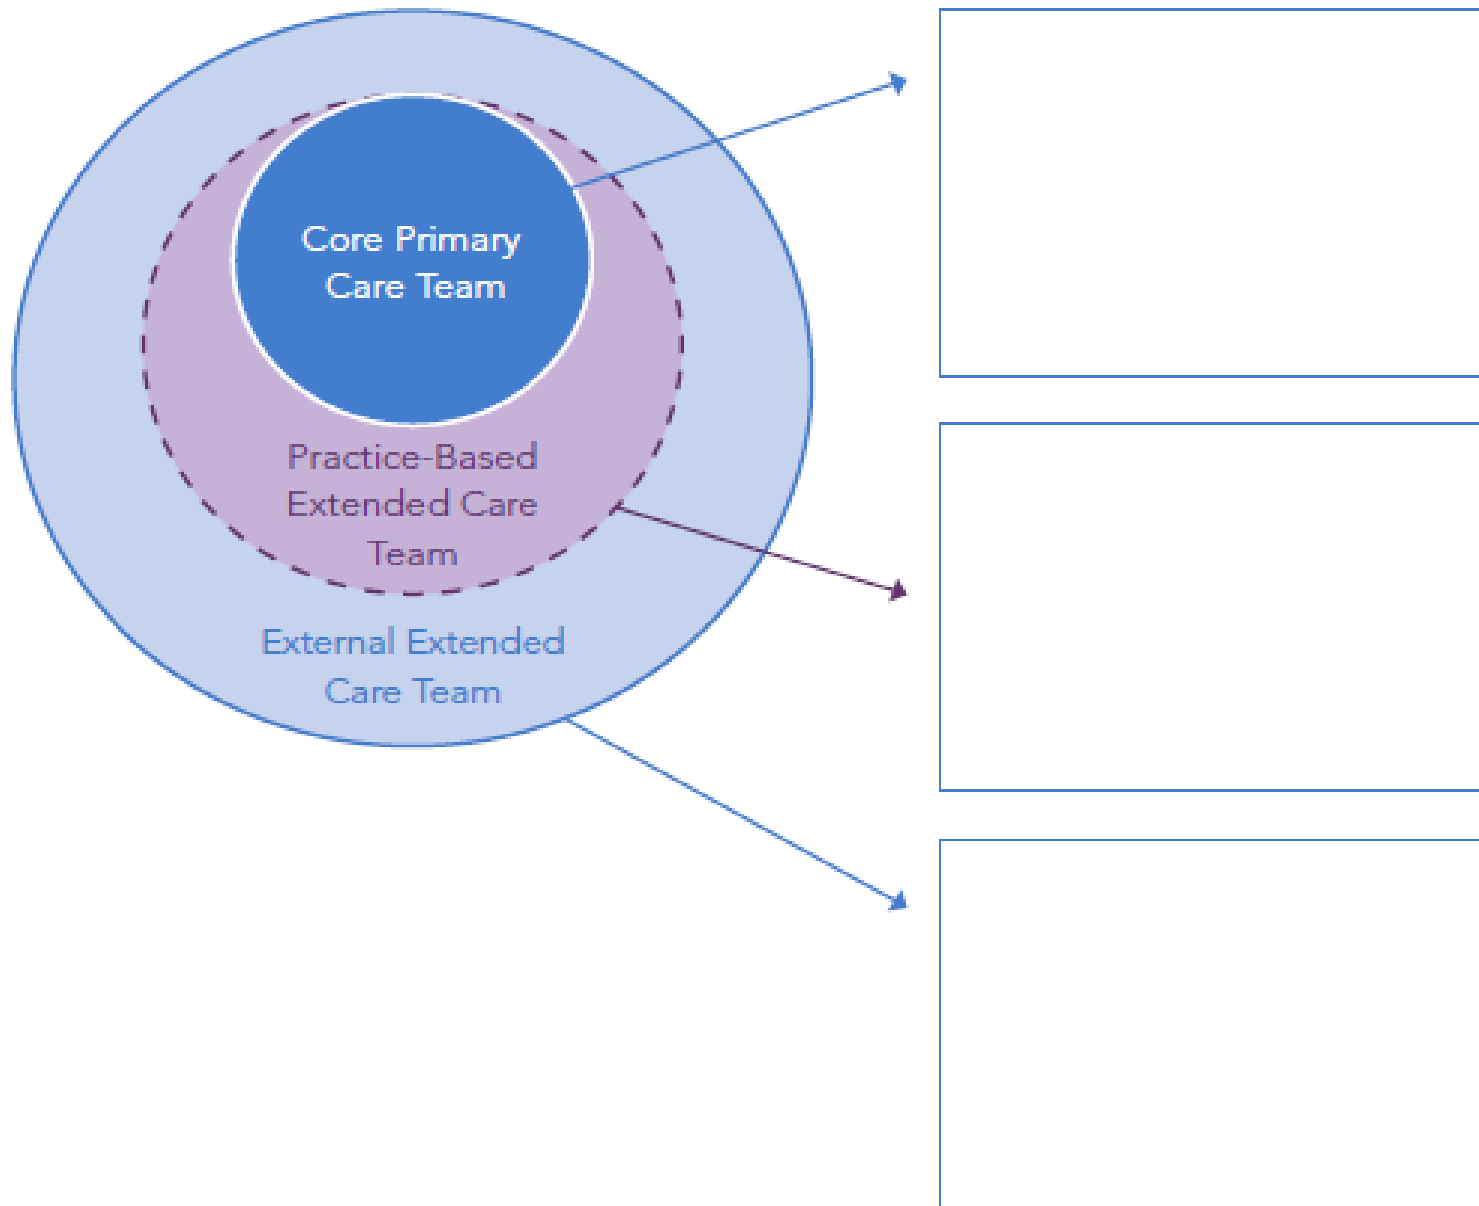 Core Primary
Care Team
Practice-Based
Extended Care
Team
External Extended
Care Team